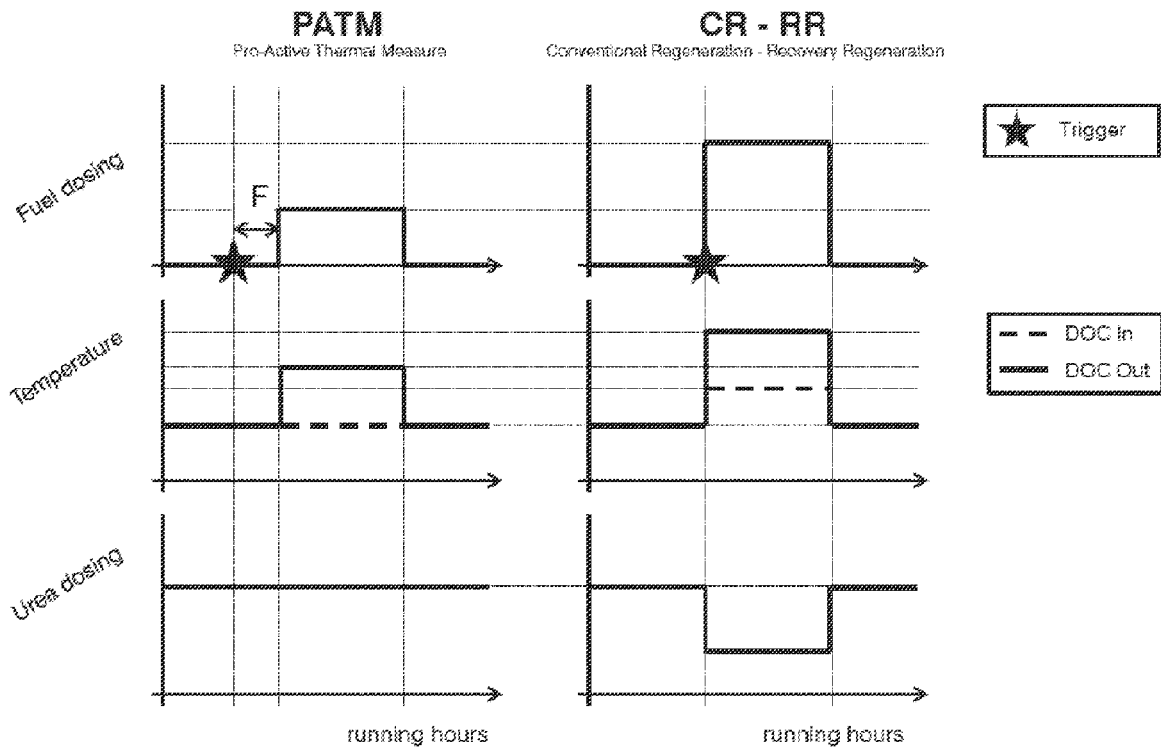 PATM
Pro-Active Thermal Measure
CR - RR
Conventional Regeneration - Recovery Regeneration
Trigger
Fuel dosing
F
Temperature
DOC In
DOC Out
Urea dosing
running hours
running hours